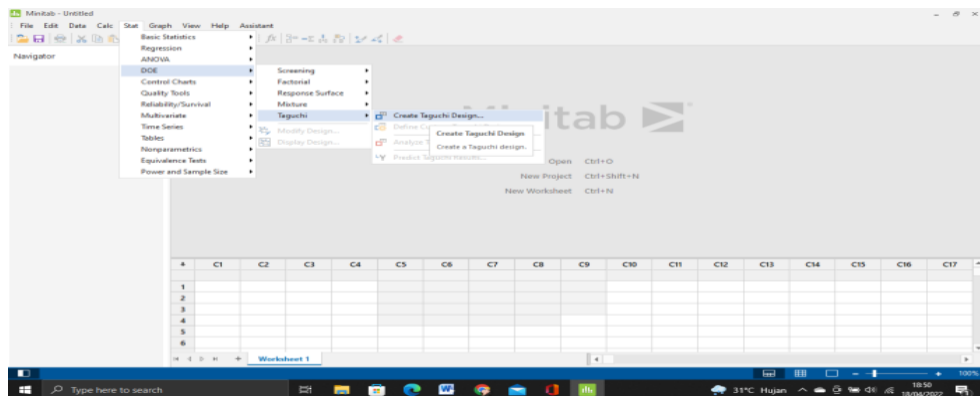 Minitab - Untitled
File Edit Data Calc Stat Graph View Help Assistant
Navigator
Basic Statistics
Regression
ANOVA
DOE
Control Charts
Quality Tools
Reliability/Survival
Multivariate
Time Series
Tables
Nonparametrics
Equivalence Tests
Power and Sample Size
Screening
Factorial
Response Surface
Mixture
Taguchi
Modify Design...
Display Design...
Create Taguchi Design...
Create Taguchi Design
Create a Taguchi design.
Predict Taguchi Results...
Open Ctrl+O
New Project Ctrl+Shift+N
New Worksheet Ctrl+N
C1 C2 C3 C4 C5 C6 C7 C8 C9 C10 C11 C12 C13 C14 C15 C16 C17
1
2
3
4
5
6
Worksheet 1
100%
Type here to search
31°C Hujan
18:50
18/04/2022